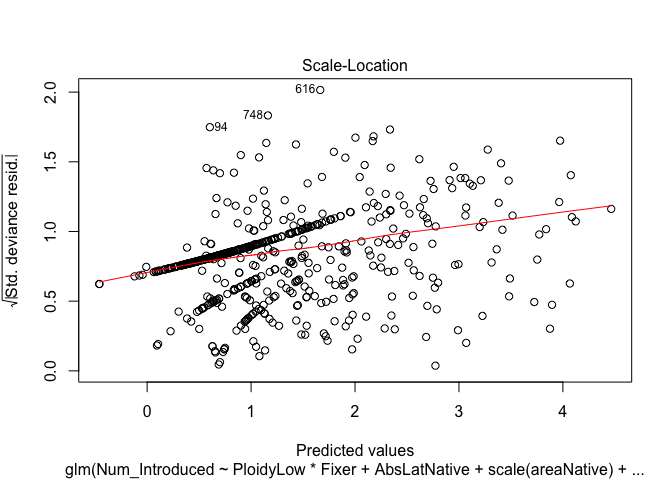 Scale-Location
616
748
94
2.0
1.5
1.0
0.5
0.0
√|Std. deviance resid.|
0 1 2 3 4
Predicted values
glm(Num_Introduced ~ PloidyLow * Fixer + AbsLatNative + scale(areaNative) + ...